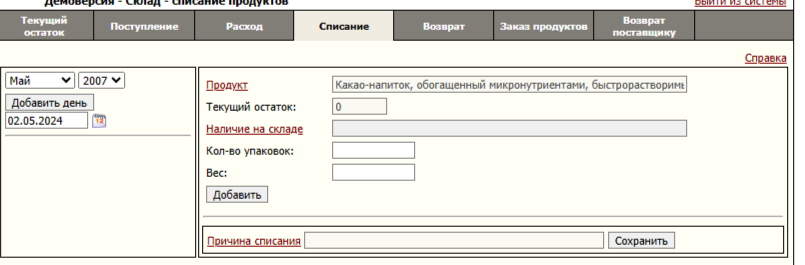 Демоверсия - Склад - списание продуктов
Выйти из системы
Текущий остаток
Поступление
Расход
Списание
Возврат
Заказ продуктов
Возврат поставщику
Справка
Май
2007
Добавить день
02.05.2024
Продукт
Какао-напиток, обогащенный микронутриентами, быстрорастворимы
Текущий остаток:
0
Наличие на складе
Кол-во упаковок:
Вес:
Добавить
Причина списания
Сохранить